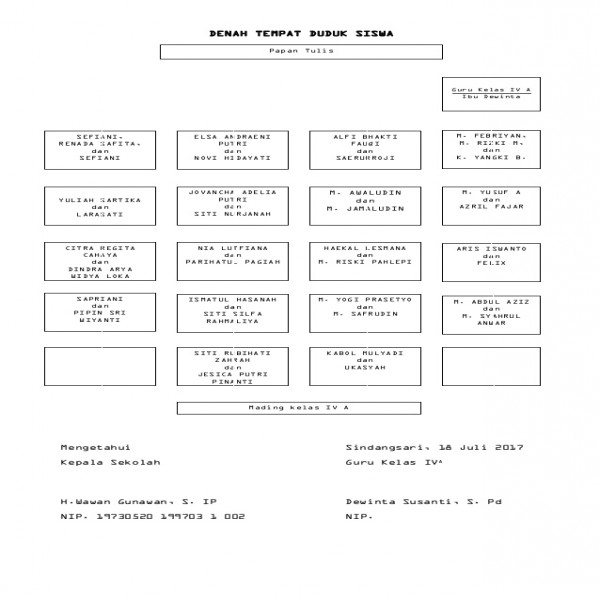 DENAH TEMPAT DUDUK SISWA
Papan Tulis
Guru Kelas IV A
Ibu Dewinta
SEFIANI,
RENADA SAFITA,
dan
SEFIANI
ELSA ANDRAENI
PUTRI
dan
NOVI HIDAYATI
ALFI BHAKTI
FAUQI
dan
SAEFUKROJI
M. FEBRIYAN,
M. RIZKI M,
dan
K. YANGKI B.
YULIAH SARTIKA
dan
LARASATI
JOVANCHA ADELIA
PUTRI
dan
SITI NURJANAH
M. AWALUDIN
dan
M. JAMALUDIN
M. YUSUF A
dan
AZRIL FAJAR
CITRA REGITA
CAHAYA
dan
DINDRA ARYA
WIDYA LOKA
NIA LUTFIANA
dan
PARIHATUL PAGIAH
HAEKAL LESMANA
dan
M. RISKI PAHLEPI
ARIS ISWANTO
dan
FELIX
SAPRIANI
dan
PIPIN SRI
WIYANTI
ISMATUL HASANAH
dan
SITI SILFA
RAHMALIYA
M. YOGI PRASETYO
dan
M. SAFRUDIN
M. ABDUL AZIZ
dan
M. SYAHRUL
ANWAR
SITI RUBIHATI
ZAHRAH
dan
JESICA PUTRI
PINANTI
KABOL MULYADI
dan
UKASYAH
Mading kelas IV A
Mengetahui
Kepala Sekolah
Sindangsari, 18 Juli 2017
Guru Kelas IVᴬ
H.Wawan Gunawan, S. IP
NIP. 19730520 199703 1 002
Dewinta Susanti, S. Pd
NIP.